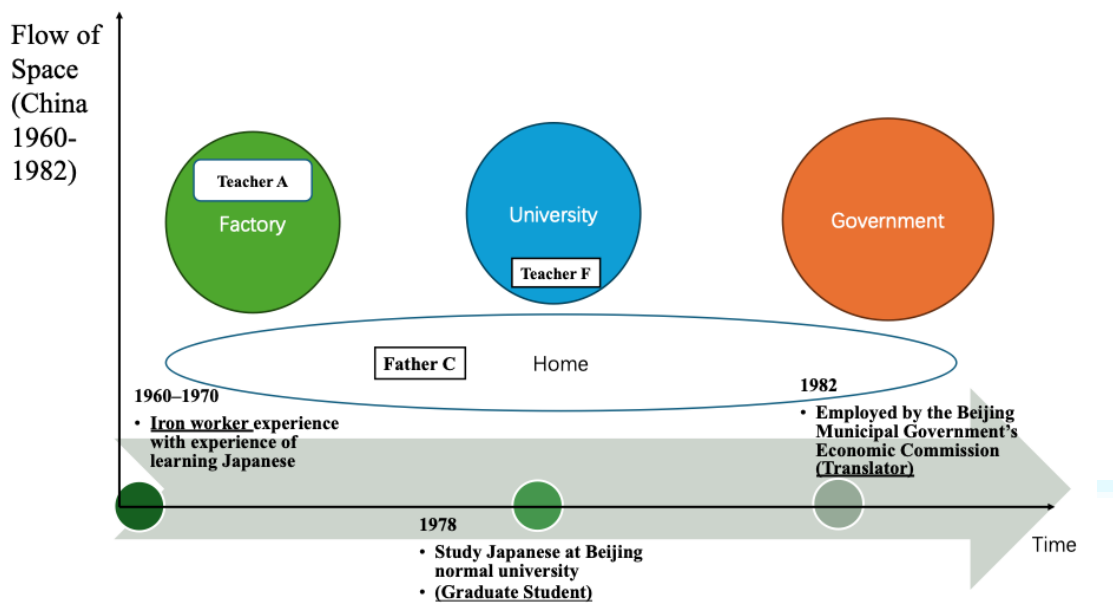 Flow of
Space
(China
1960-
1982)
Teacher A
Factory
University
Teacher F
Government
Father C
Home
1960–1970
• Iron worker experience
with experience of
learning Japanese
1982
• Employed by the Beijing
Municipal Government's
Economic Commission
(Translator)
1978
• Study Japanese at Beijing
normal university
• (Graduate Student)
Time